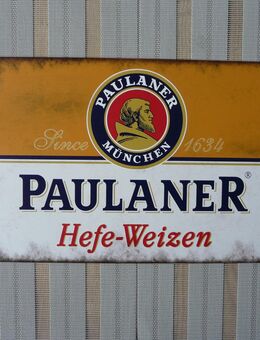 PAULANER
MÜNCHEN
Since 1634
PAULANER®
Hefe-Weizen